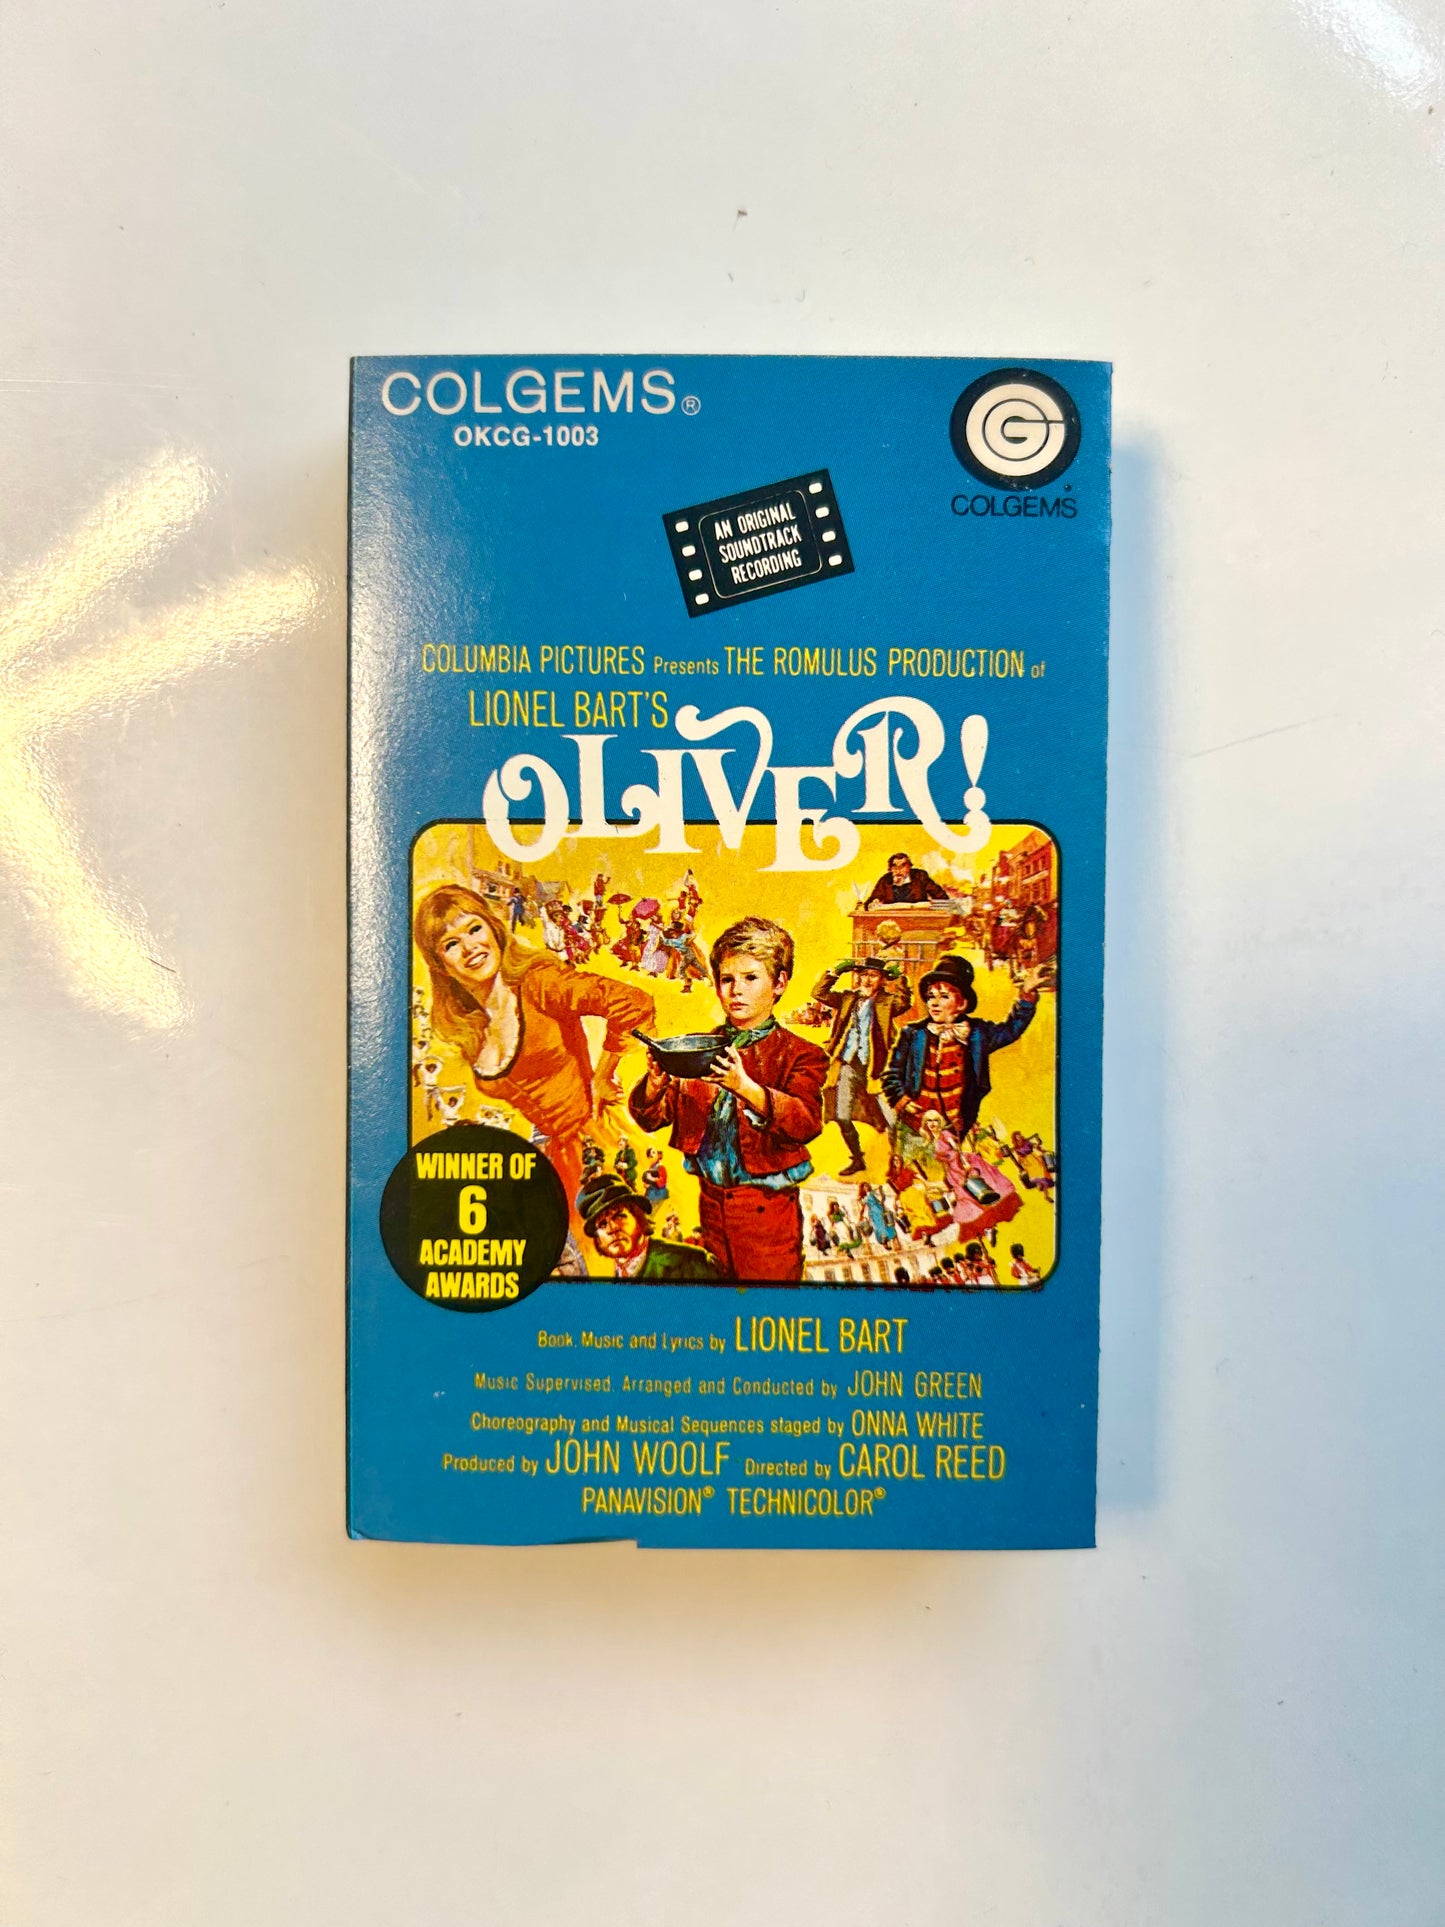 COLGEMS®
OKCG-1003
COLGEMS
AN ORIGINAL
SOUNDTRACK
RECORDING
COLUMBIA PICTURES Presents THE ROMULUS PRODUCTION of
LIONEL BART'S
OLIVER!
WINNER OF
6
ACADEMY
AWARDS
Book, Music and Lyrics by LIONEL BART
Music Supervised, Arranged and Conducted by JOHN GREEN
Choreography and Musical Sequences staged by ONNA WHITE
Produced by JOHN WOOLF Directed by CAROL REED
PANAVISION® TECHNICOLOR®